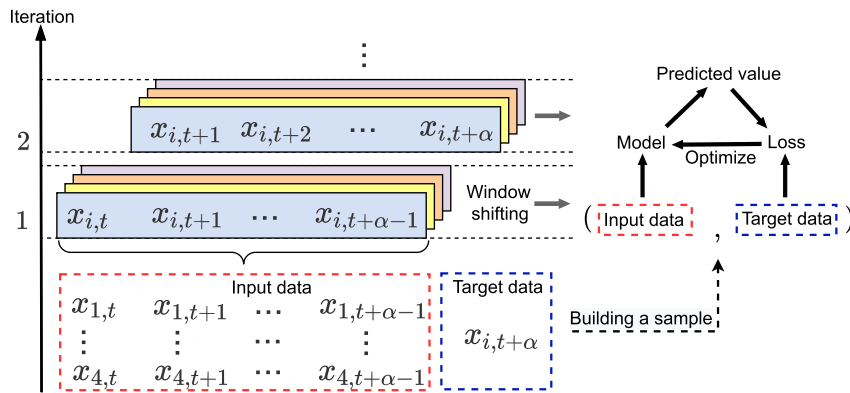 Iteration
⋮
Predicted value
2
x_{i,t+1} x_{i,t+2} ⋯ x_{i,t+α}
Model
Loss
Optimize
1
x_{i,t} x_{i,t+1} ⋯ x_{i,t+α−1}
Window
shifting
( Input data , Target data )
Input data
x_{1,t} x_{1,t+1} ⋯ x_{1,t+α−1}
⋮ ⋮ ⋯ ⋮
x_{4,t} x_{4,t+1} ⋯ x_{4,t+α−1}
Target data
x_{i,t+α}
Building a sample